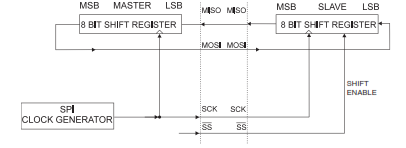 MSB MASTER LSB MISO MISO MSB SLAVE LSB
8 BIT SHIFT REGISTER 8 BIT SHIFT REGISTER
MOSI MOSI
SHIFT
ENABLE
SPI
CLOCK GENERATOR
SCK SCK
SS SS